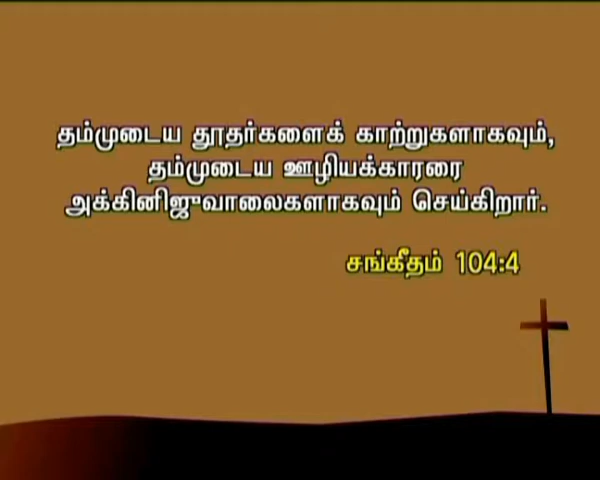 தம்முடைய தூதர்களைக் காற்றுகளாகவும்,
தம்முடைய ஊழியக்காரரை
அக்கினிஜுவாலைகளாகவும் செய்கிறார்.
சங்கீதம் 104:4